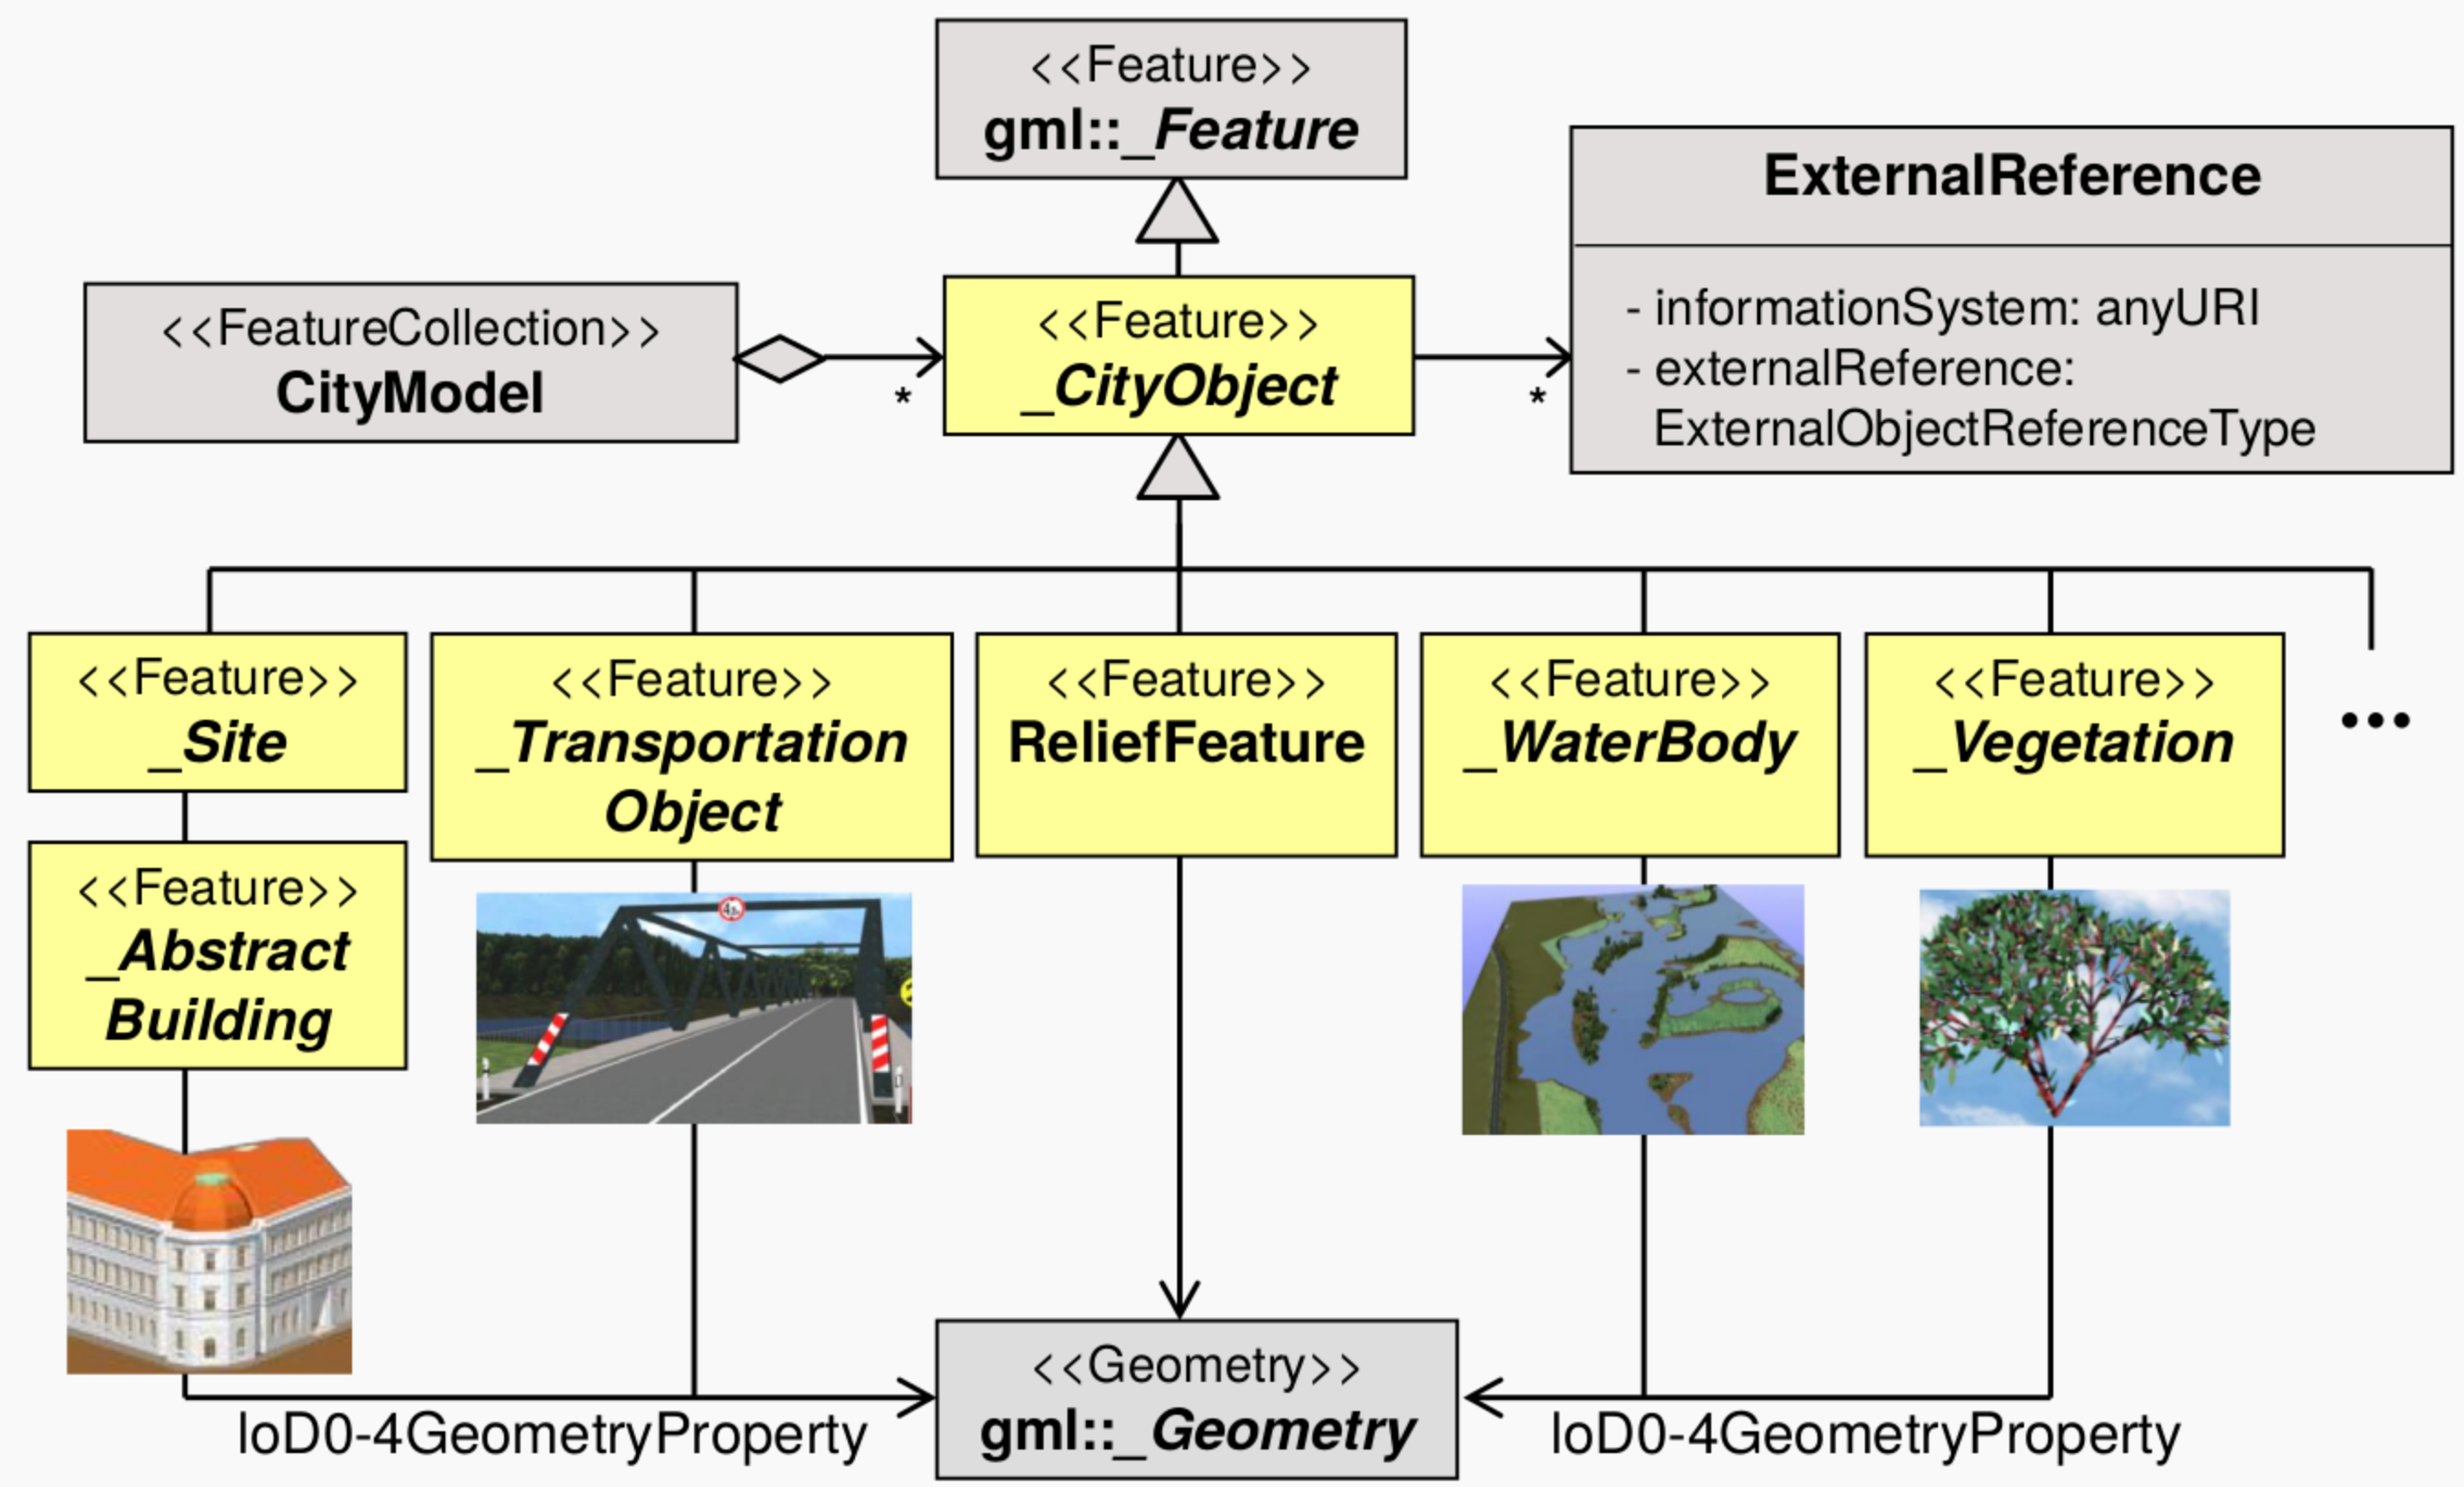 <<Feature>>
gml::_Feature
ExternalReference
- informationSystem: anyURI
- externalReference:
ExternalObjectReferenceType
<<FeatureCollection>>
CityModel
*
<<Feature>>
_CityObject
*
<<Feature>>
_Site
<<Feature>>
_Transportation
Object
<<Feature>>
ReliefFeature
<<Feature>>
_WaterBody
<<Feature>>
_Vegetation
...
<<Feature>>
_Abstract
Building
loD0-4GeometryProperty
<<Geometry>>
gml::_Geometry
loD0-4GeometryProperty